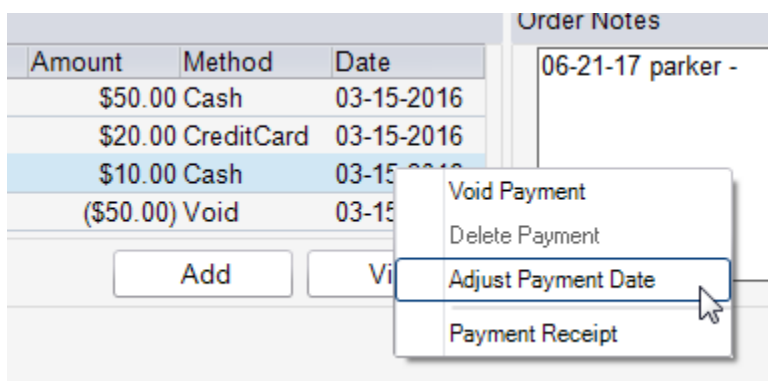 Order Notes
Amount Method Date
06-21-17 parker -
$50.00 Cash 03-15-2016
$20.00 CreditCard 03-15-2016
$10.00 Cash
($50.00) Void
Void Payment
Delete Payment
Adjust Payment Date
Payment Receipt
Add